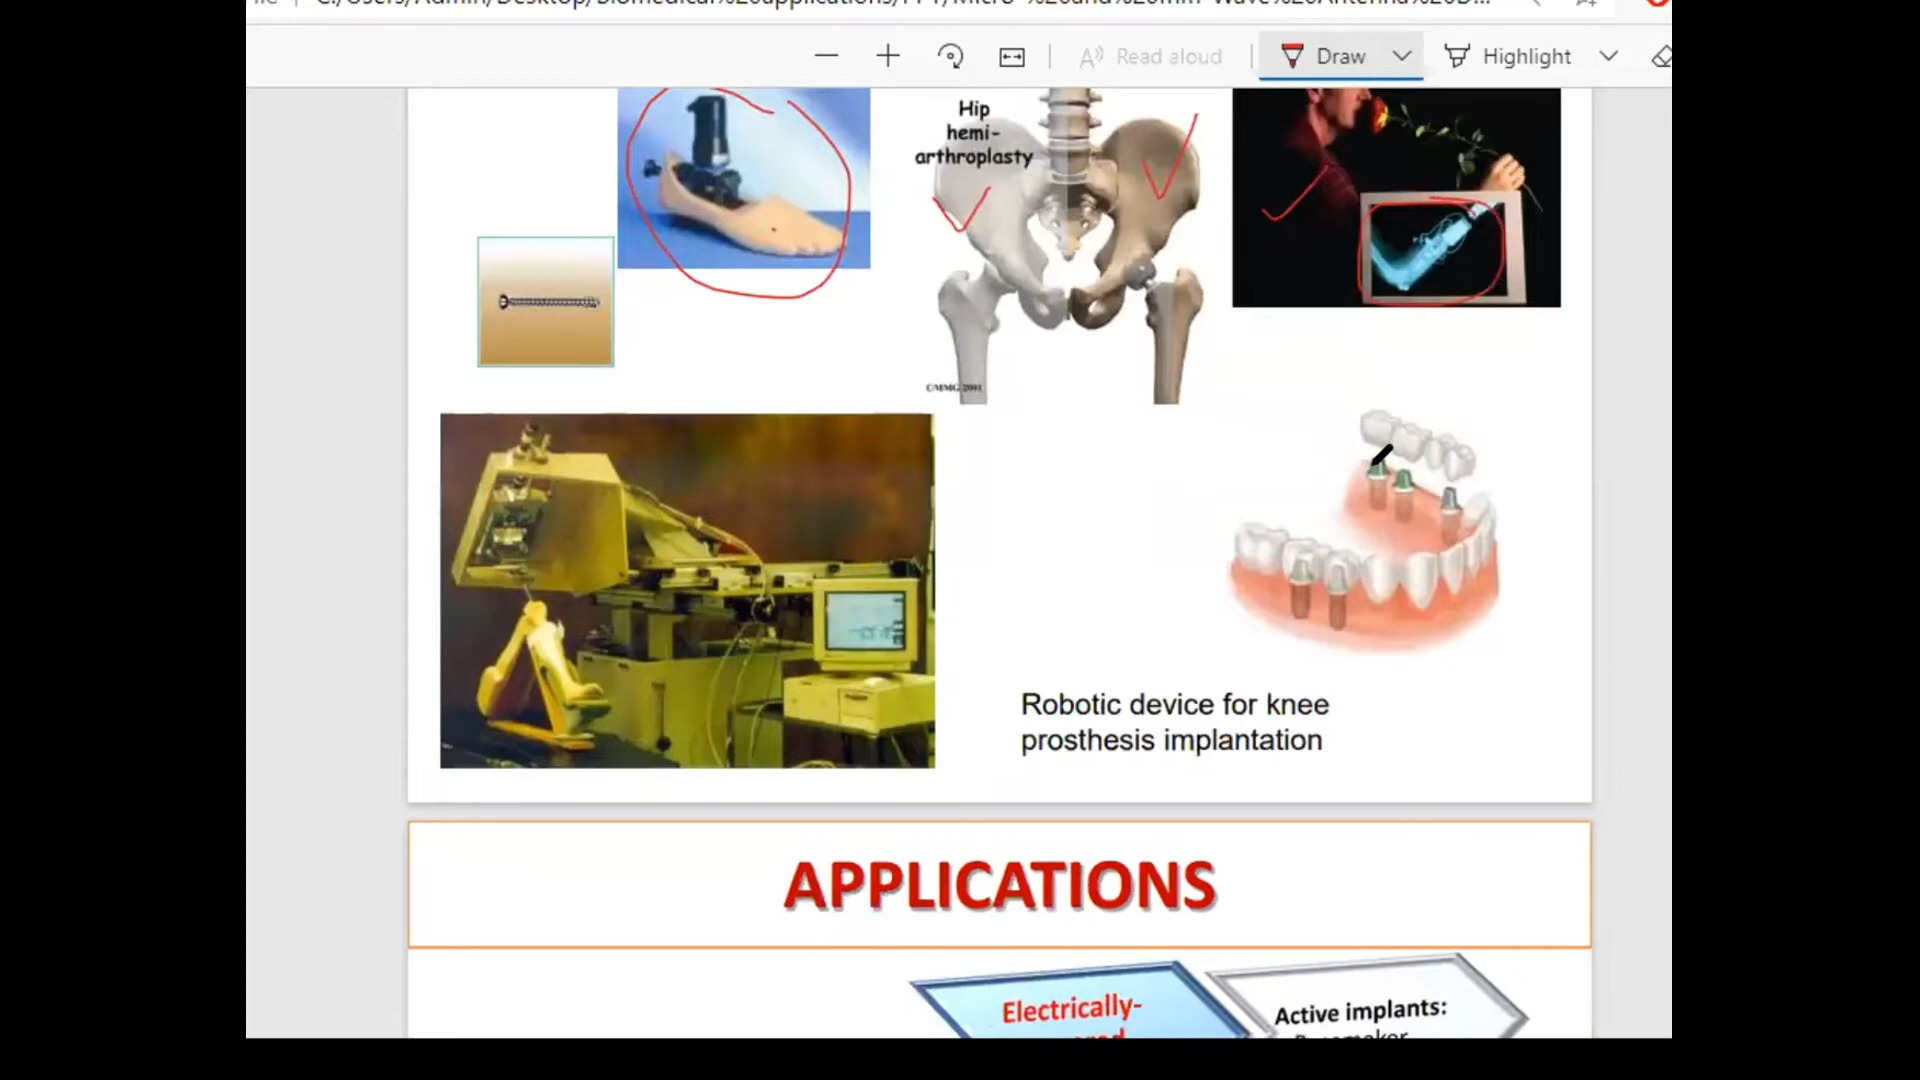 Read aloud
Draw
Highlight
Hip
hemi-
arthroplasty
Robotic device for knee
prosthesis implantation
APPLICATIONS
Electrically-
Active implants: